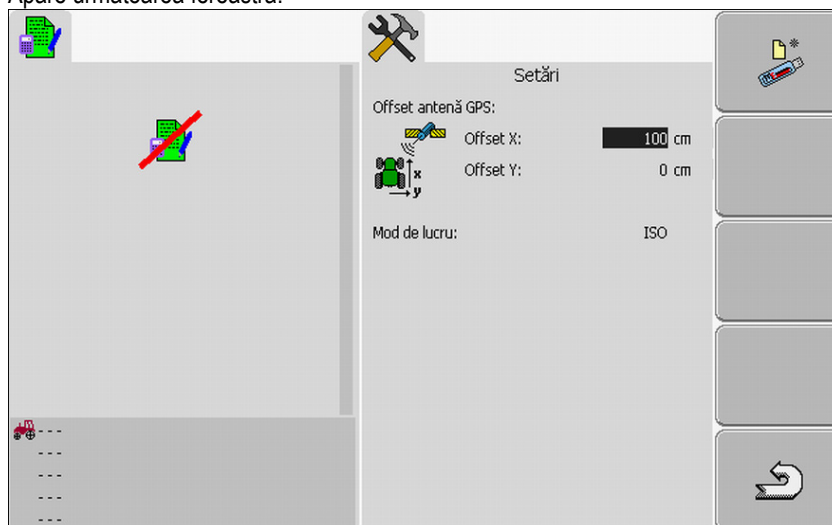 Apare următoarea fereastră:
Setări
Offset antenă GPS:
Offset X: 100 cm
x
Offset Y: 0 cm
y
Mod de lucru: ISO
---
---
---
---
---